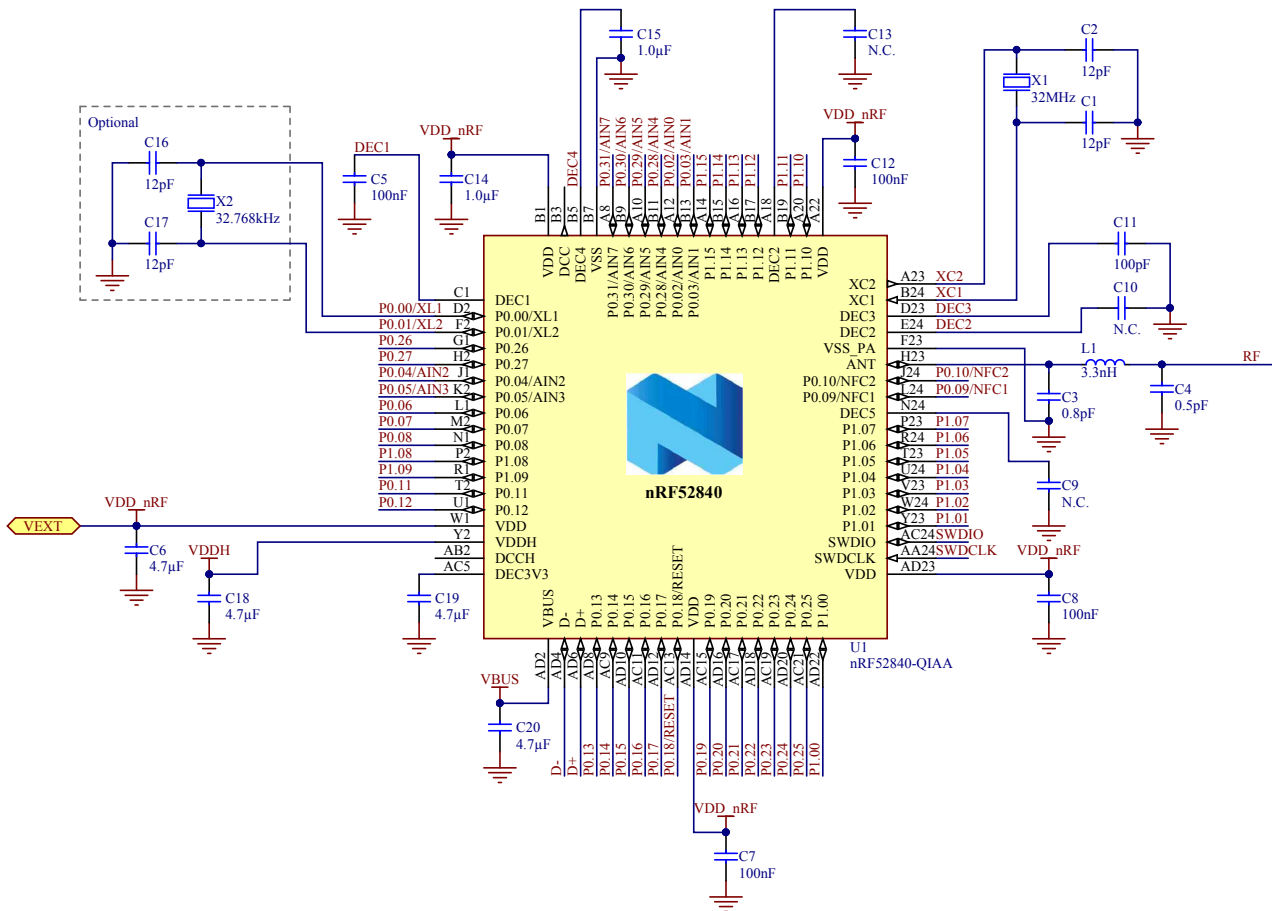 C15
1.0µF
C13
N.C.
C2
12pF
X1
32MHz
C1
12pF
Optional
C16
12pF
X2
32.768kHz
C17
12pF
DEC1
C5
100nF
VDD_nRF
C14
1.0µF
DEC4
P0.31/AIN7
P0.30/AIN6
P0.29/AIN5
P0.28/AIN4
P0.02/AIN0
P0.03/AIN1
P1.15
P1.14
P1.13
P1.12
P1.11
P1.10
VDD_nRF
C12
100nF
B1
B3
B5
B7
A8
B9
A10
B11
A12
B13
A14
B15
A16
B17
A18
B19
A20
A22
VDD
DCC
DEC4
VSS
P0.31/AIN7
P0.30/AIN6
P0.29/AIN5
P0.28/AIN4
P0.02/AIN0
P0.03/AIN1
P1.15
P1.14
P1.13
P1.12
DEC2
P1.11
P1.10
VDD
C11
100pF
C10
N.C.
C1 DEC1
P0.00/XL1 D2 P0.00/XL1
P0.01/XL2 F2 P0.01/XL2
P0.26 G1 P0.26
P0.27 H2 P0.27
P0.04/AIN2 J1 P0.04/AIN2
P0.05/AIN3 K2 P0.05/AIN3
P0.06 L1 P0.06
P0.07 M2 P0.07
P0.08 N1 P0.08
P1.08 P2 P1.08
P1.09 R1 P1.09
P0.11 T2 P0.11
P0.12 U1 P0.12
W1 VDD
Y2 VDDH
AB2 DCCH
AC5 DEC3V3
XC2 A23 XC2
XC1 B24 XC1
DEC3 D23 DEC3
DEC2 E24 DEC2
VSS_PA F23
ANT H23
P0.10/NFC2 J24 P0.10/NFC2
P0.09/NFC1 L24 P0.09/NFC1
DEC5 N24
P1.07 P23 P1.07
P1.06 R24 P1.06
P1.05 T23 P1.05
P1.04 U24 P1.04
P1.03 V23 P1.03
P1.02 W24 P1.02
P1.01 Y23 P1.01
SWDIO AC24 SWDIO
SWDCLK AA24 SWDCLK
VDD AD23
nRF52840
L1
3.3nH
RF
C3
0.8pF
C4
0.5pF
C9
N.C.
VDD_nRF
C8
100nF
VEXT
VDD_nRF
C6
4.7µF
VDDH
C18
4.7µF
C19
4.7µF
VBUS
D-
D+
P0.13
P0.14
P0.15
P0.16
P0.17
P0.18/RESET
VDD
P0.19
P0.20
P0.21
P0.22
P0.23
P0.24
P0.25
P1.00
U1
nRF52840-QIAA
AD2
AD4
AD6
AD8
AC9
AD10
AC11
AD12
AC13
AD14
AC15
AD16
AC17
AD18
AC19
AD20
AC21
AD22
VBUS
C20
4.7µF
D-
D+
P0.13
P0.14
P0.15
P0.16
P0.17
P0.18/RESET
P0.19
P0.20
P0.21
P0.22
P0.23
P0.24
P0.25
P1.00
VDD_nRF
C7
100nF